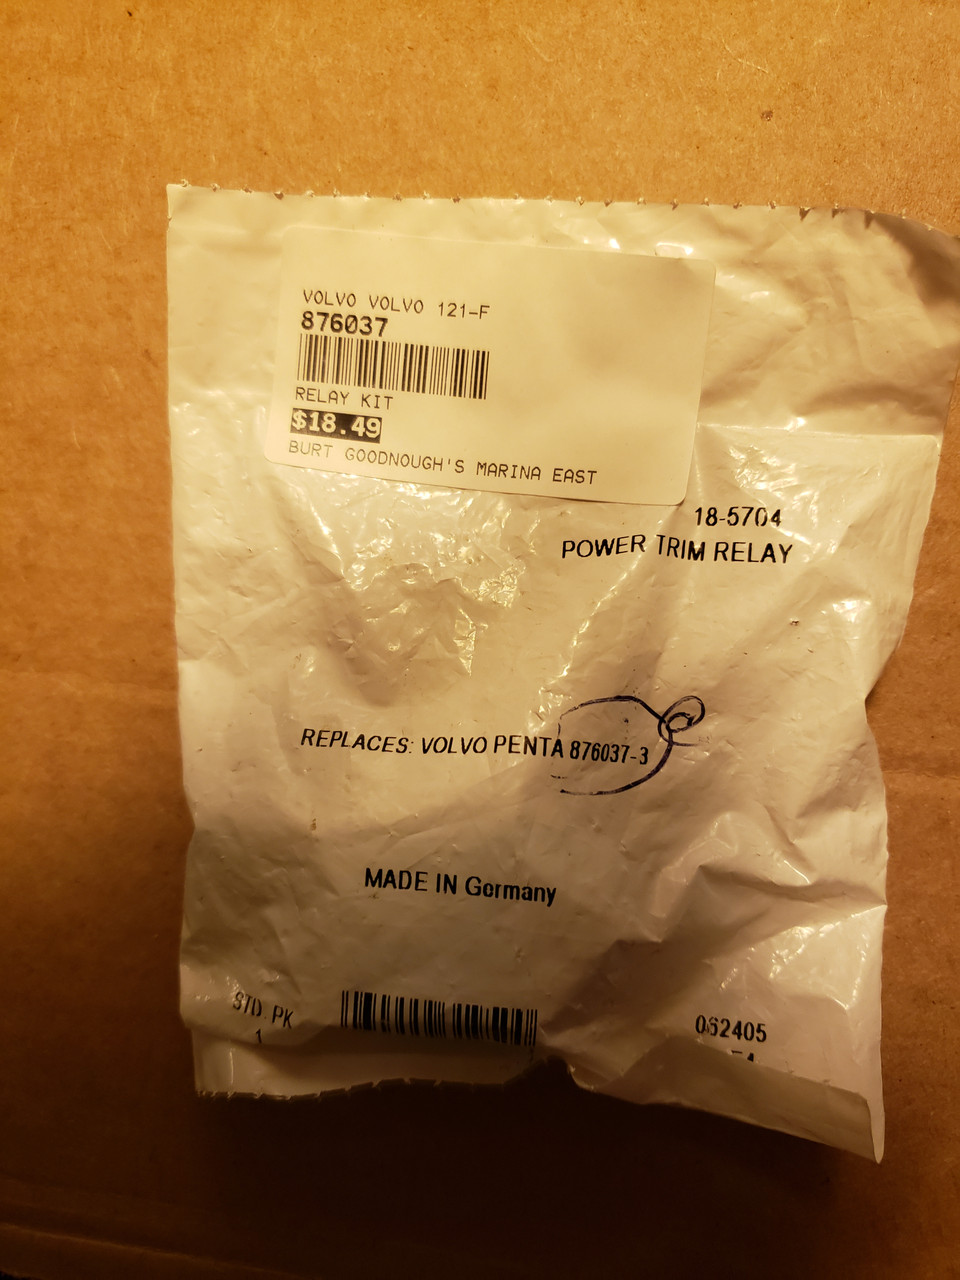 VOLVO VOLVO 121-F
876037
RELAY KIT
$18.49
BURT GOODNOUGH'S MARINA EAST
18-5704
POWER TRIM RELAY
REPLACES: VOLVO PENTA 876037-3
MADE IN Germany
STD. PK
1
062405